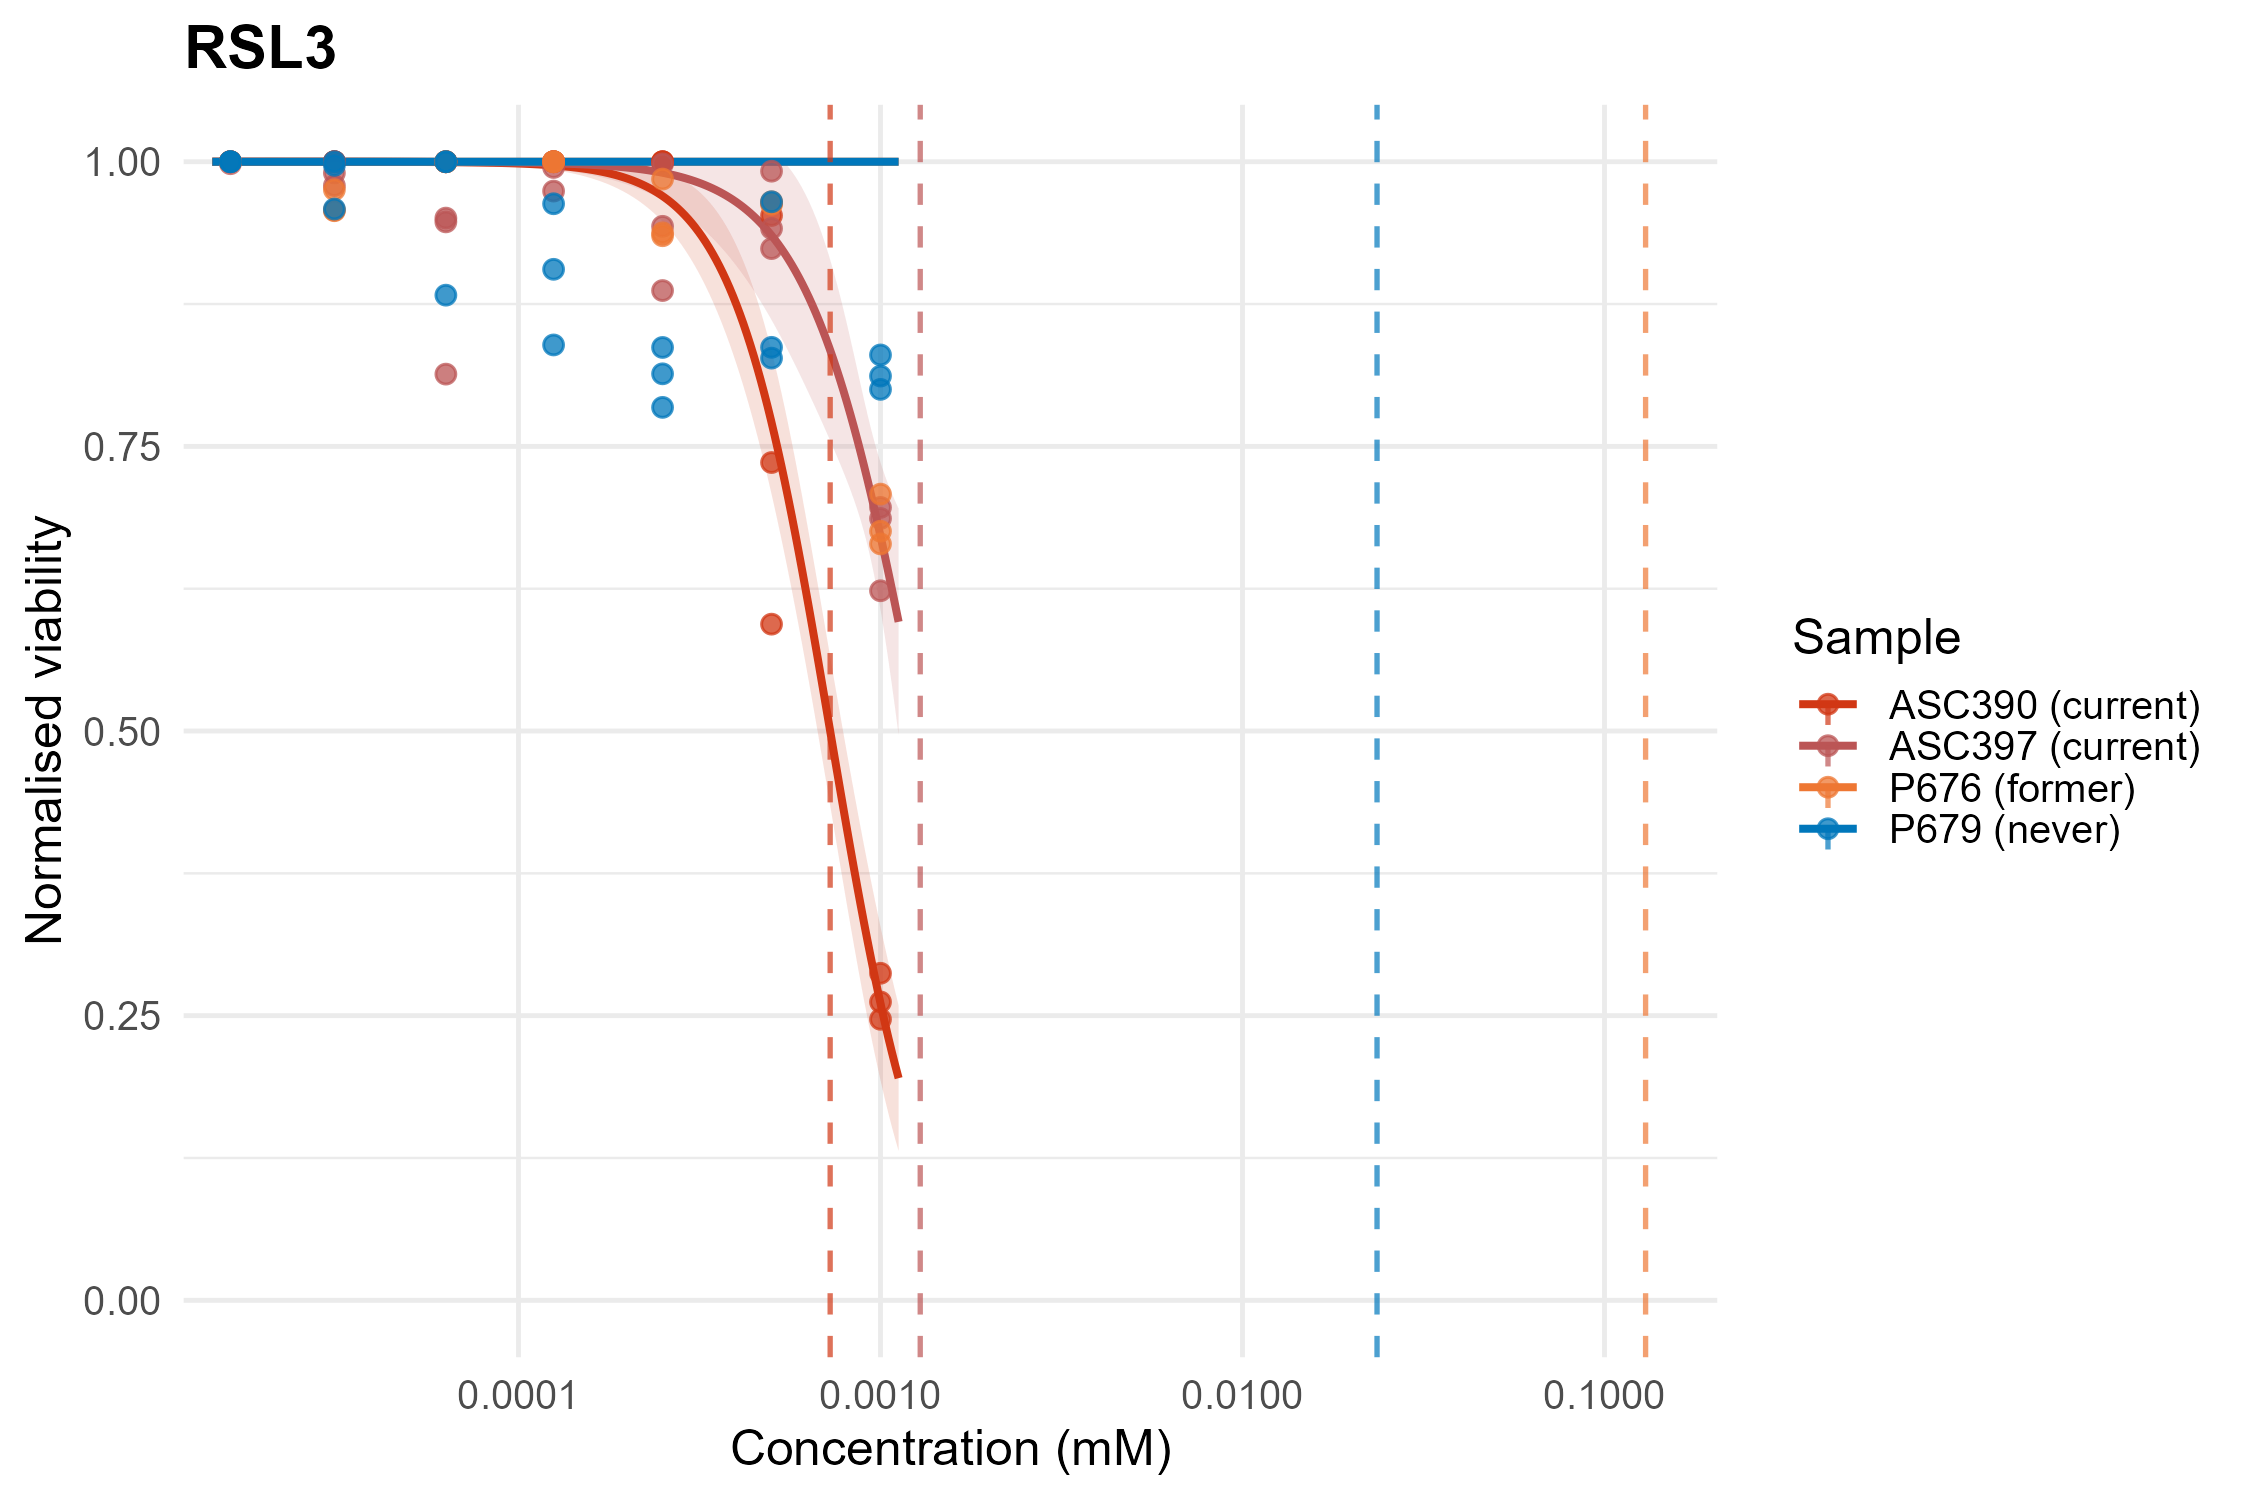 RSL3
1.00
0.75
0.50
0.25
0.00
Normalised viability
0.0001
0.0010
0.0100
0.1000
Concentration (mM)
Sample
ASC390 (current)
ASC397 (current)
P676 (former)
P679 (never)